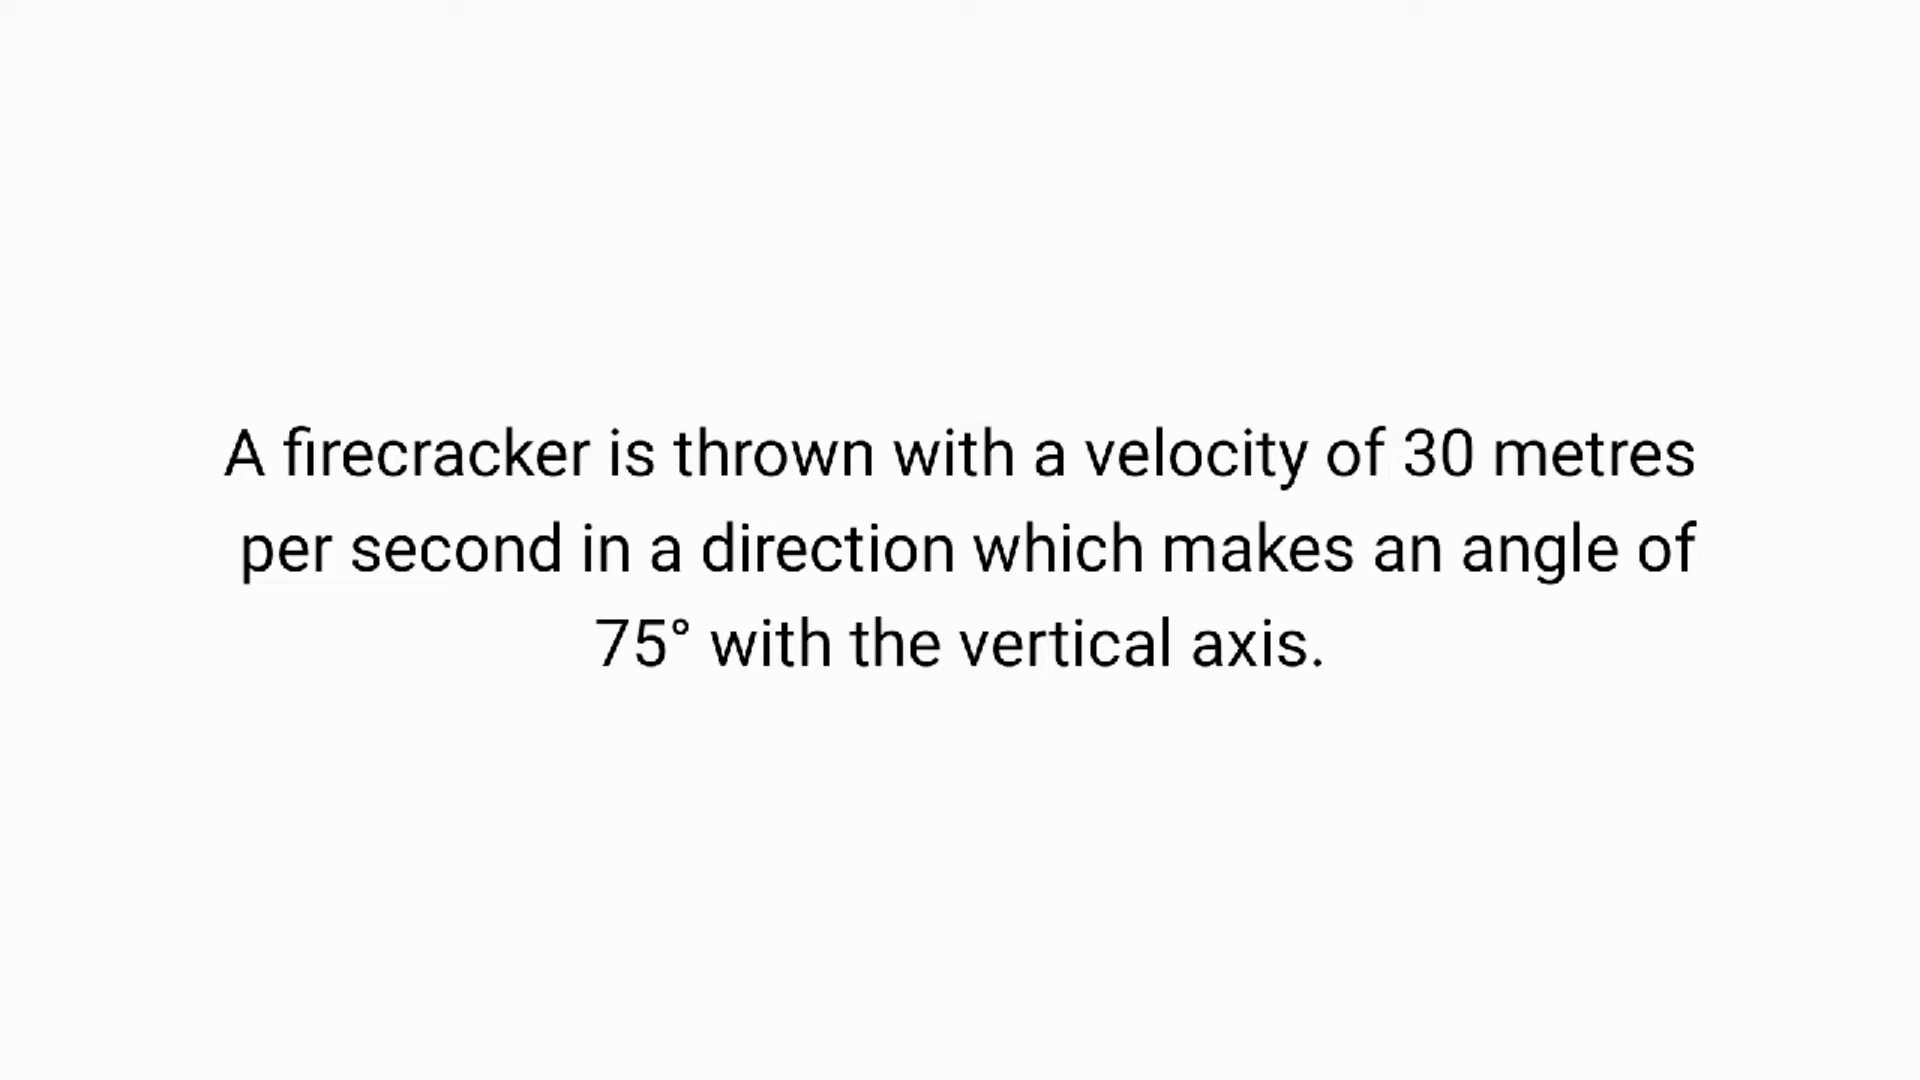 A firecracker is thrown with a velocity of 30 metres
per second in a direction which makes an angle of
75° with the vertical axis.